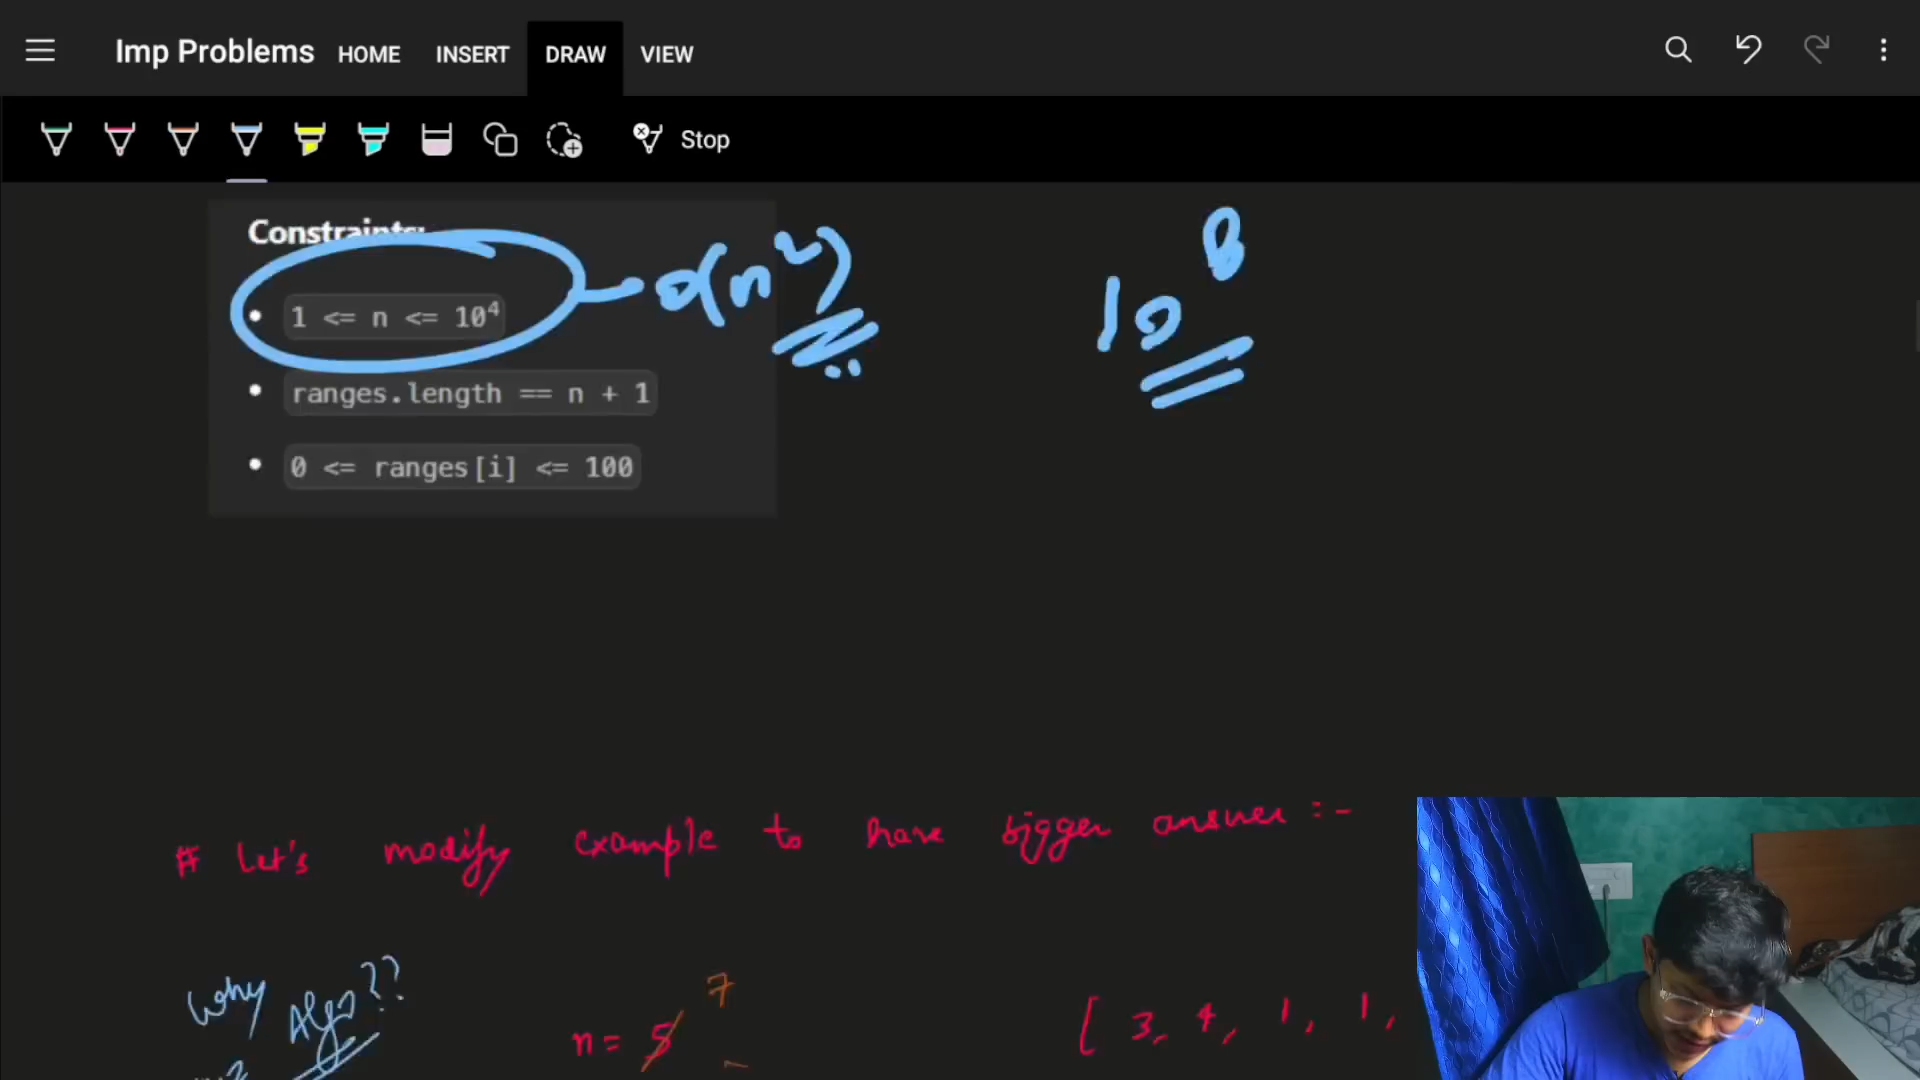 Imp Problems HOME INSERT DRAW VIEW
Stop
Constraints:
1 <= n <= 10⁴
O(n²)
10⁸
ranges.length == n + 1
0 <= ranges[i] <= 100
# Let's modify example to have bigger answer :-
Why Algo??
7
n = 5
[ 3, 4, 1, 1,